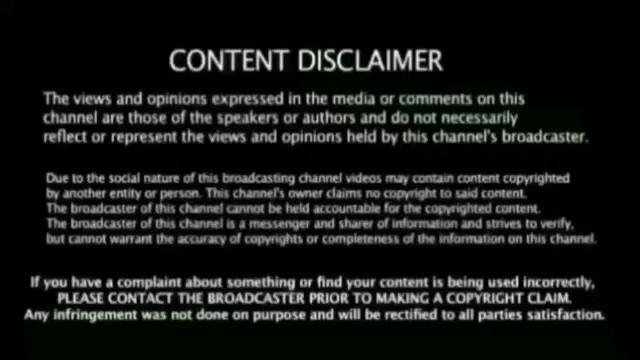 CONTENT DISCLAIMER
The views and opinions expressed in the media or comments on this
channel are those of the speakers or authors and do not necessarily
reflect or represent the views and opinions held by this channel's broadcaster.
Due to the social nature of this broadcasting channel videos may contain content copyrighted
by another entity or person. This channel's owner claims no copyright to said content.
The broadcaster of this channel cannot be held accountable for the copyrighted content.
The broadcaster of this channel is a messenger and sharer of information and strives to verify,
but cannot warrant the accuracy of copyrights or completeness of the information on this channel.
If you have a complaint about something or find your content is being used incorrectly,
PLEASE CONTACT THE BROADCASTER PRIOR TO MAKING A COPYRIGHT CLAIM.
Any infringement was not done on purpose and will be rectified to all parties satisfaction.